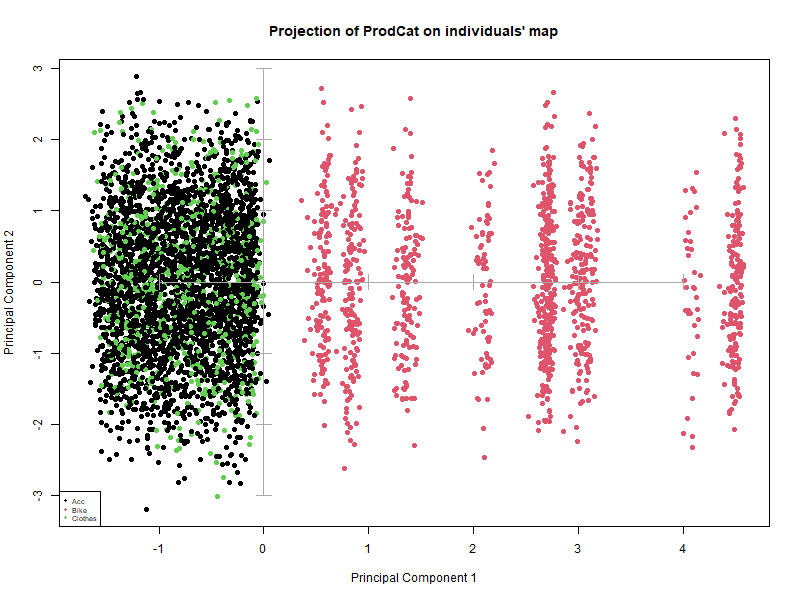 Projection of ProdCat on individuals' map
Principal Component 2
3
2
1
0
-1
-2
-3
Acc
Bike
Clothes
-1
0
1
2
3
4
Principal Component 1